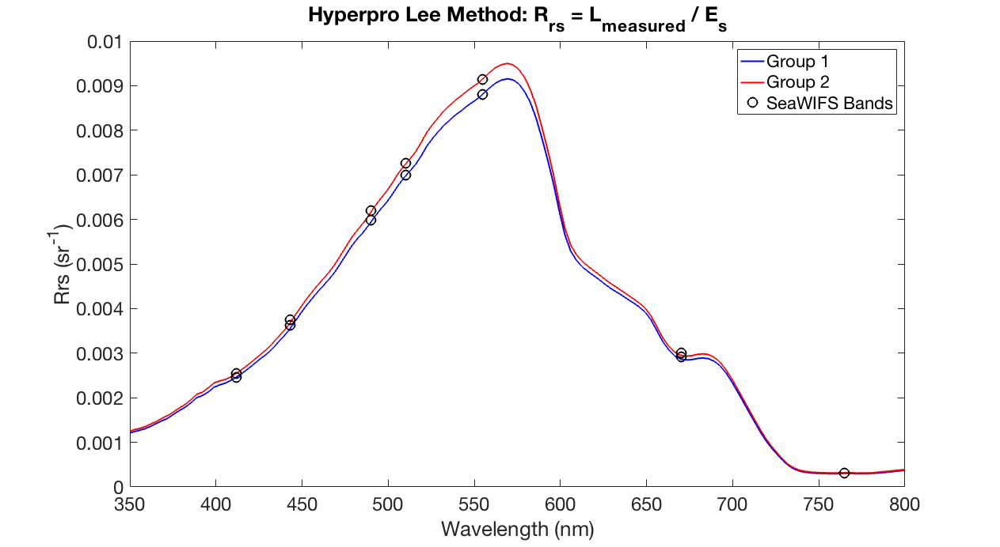 Hyperpro Lee Method: Rrs = Lmeasured / Es
0.01
0.009
0.008
0.007
0.006
0.005
0.004
0.003
0.002
0.001
0
Rrs (sr-1)
Group 1
Group 2
SeaWIFS Bands
350 400 450 500 550 600 650 700 750 800
Wavelength (nm)